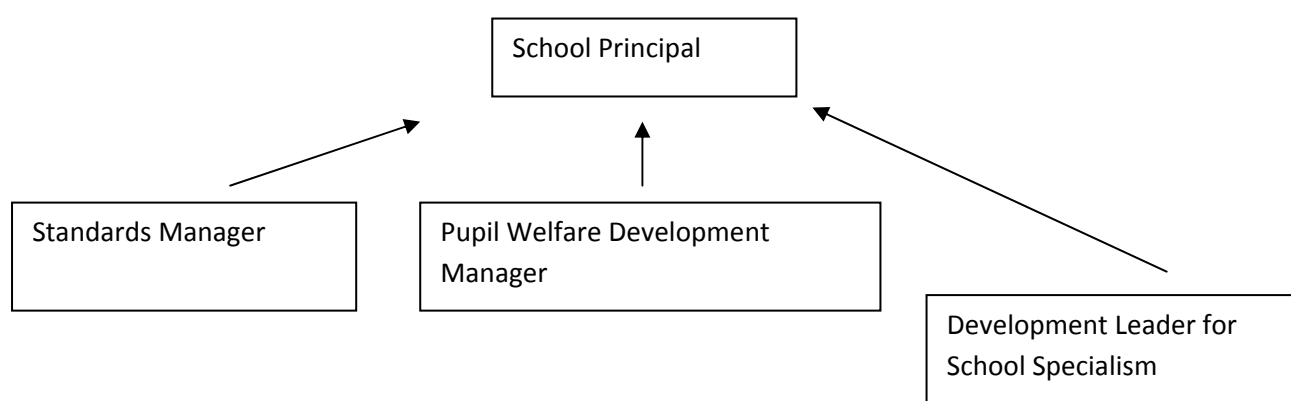 School Principal
Standards Manager
Pupil Welfare Development
Manager
Development Leader for
School Specialism